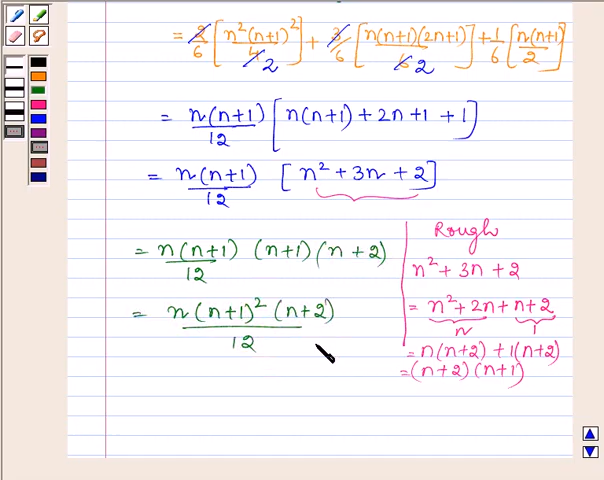 = 2/6 [n²(n+1)²/4 2] + 3/6 [n(n+1)(2n+1)/6 2] + 1/6 [n(n+1)/2]
= n(n+1)/12 [n(n+1) + 2n + 1 + 1]
= n(n+1)/12 [n² + 3n + 2]
= n(n+1)/12 (n+1)(n+2)
= n(n+1)²(n+2)/12
Rough
n² + 3n + 2
= n² + 2n + n + 2
n 1
= n(n+2) + 1(n+2)
= (n+2)(n+1)